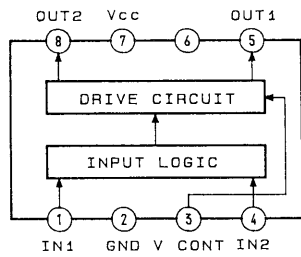 OUT2 Vcc OUT1
8 7 6 5
DRIVE CIRCUIT
INPUT LOGIC
1 2 3 4
IN1 GND V CONT IN2